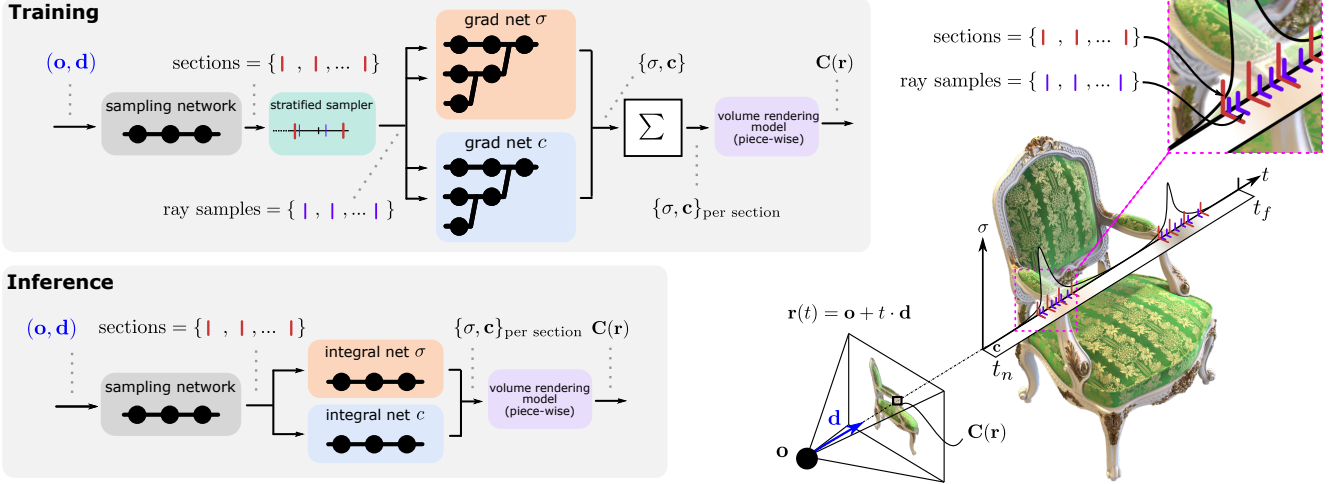 Training
(o, d)
sections = { | , | , ... | }
sampling network
stratified sampler
ray samples = { | , | , ... | }
grad net σ
grad net c
{σ, c}
Σ
{σ, c}per section
volume rendering
model
(piece-wise)
C(r)
Inference
(o, d)
sections = { | , | , ... | }
sampling network
integral net σ
integral net c
{σ, c}per section
volume rendering
model
(piece-wise)
C(r)
sections = { | , | , ... | }
ray samples = { | , | , ... | }
t
tf
σ
c
tn
r(t) = o + t · d
d
o
C(r)